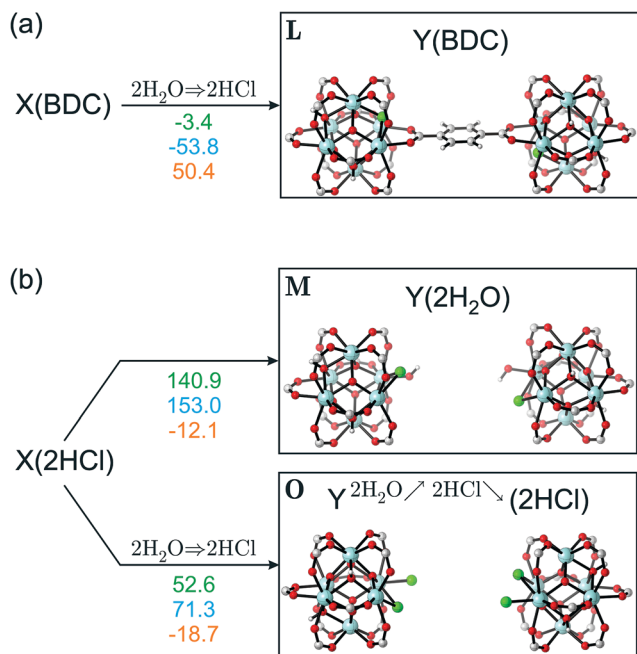 (a)
L
Y(BDC)
X(BDC)
2H₂O⇒2HCl
-3.4
-53.8
50.4
(b)
M
Y(2H₂O)
140.9
153.0
-12.1
X(2HCl)
2H₂O⇒2HCl
52.6
71.3
-18.7
O
Y 2H₂O↗ 2HCl↘ (2HCl)